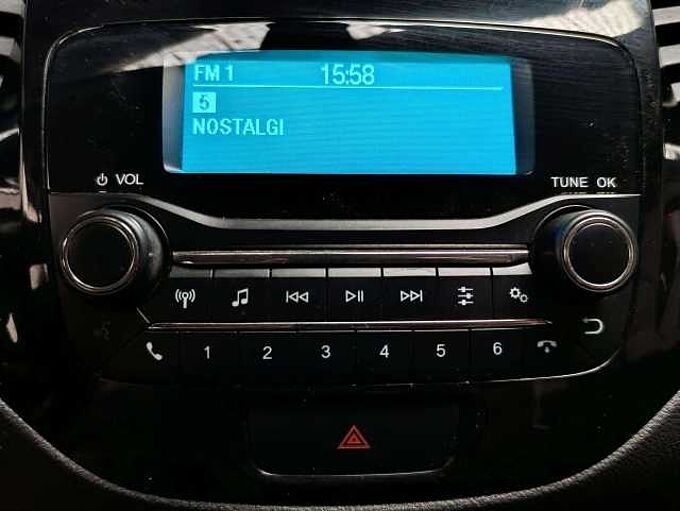 FM 1 15:58
5
NOSTALGI
VOL TUNE OK
1 2 3 4 5 6